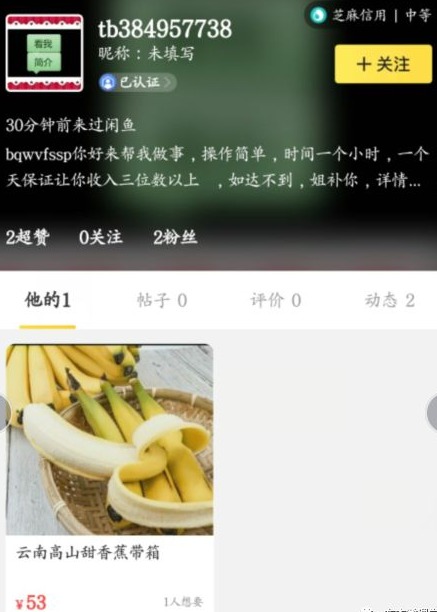 芝麻信用 | 中等
看我
简介
tb384957738
昵称：未填写
已认证
＋关注
30分钟前来过闲鱼
bqwvfssp你好来帮我做事，操作简单，时间一个小时，一个
天保证让你收入三位数以上 ，如达不到，姐补你，详情...
2超赞 0关注 2粉丝
他的1 帖子 0 评价 0 动态 2
云南高山甜香蕉带箱
¥53 1人想要